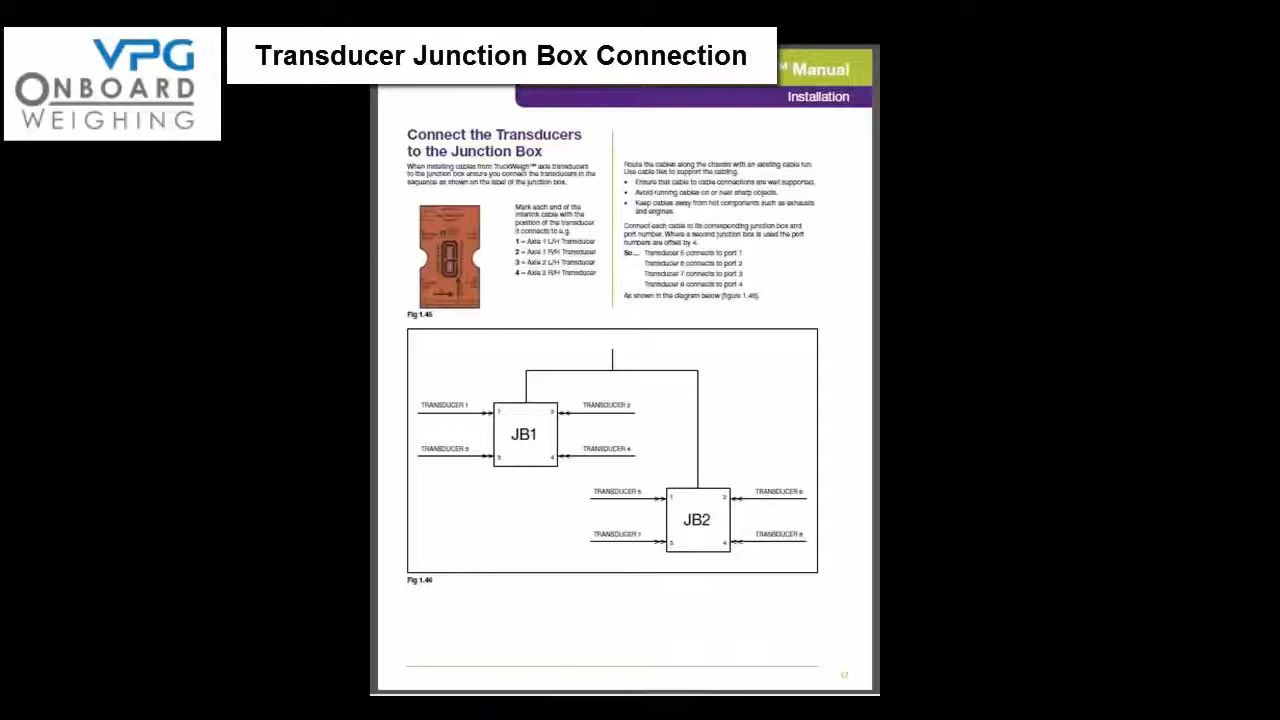 VPG
ONBOARD
WEIGHING
Transducer Junction Box Connection
™ Manual
Installation
Connect the Transducers
to the Junction Box
When installing cables from TruckWeigh™ axle transducers
to the junction box ensure you connect the transducers in the
sequence as shown on the label of the junction box.
Mark each end of the
interlink cable with the
position of the transducer
it connects to e.g.
1 – Axle 1 L/H Transducer
2 – Axle 1 R/H Transducer
3 – Axle 2 L/H Transducer
4 – Axle 2 R/H Transducer
Fig 1.45
Route the cables along the chassis with an existing cable run.
Use cable ties to support the cabling.
• Ensure that cable to cable connections are well supported.
• Avoid running cables on or near sharp objects.
• Keep cables away from hot components such as exhausts
and engines.
Connect each cable to its corresponding junction box and
port number. Where a second junction box is used the port
numbers are offset by 4.
So... Transducer 5 connects to port 1
Transducer 6 connects to port 2
Transducer 7 connects to port 3
Transducer 8 connects to port 4
As shown in the diagram below [figure 1.46].
TRANSDUCER 1
1
2
TRANSDUCER 2
JB1
TRANSDUCER 3
3
4
TRANSDUCER 4
TRANSDUCER 5
1
2
TRANSDUCER 6
JB2
TRANSDUCER 7
3
4
TRANSDUCER 8
Fig 1.46